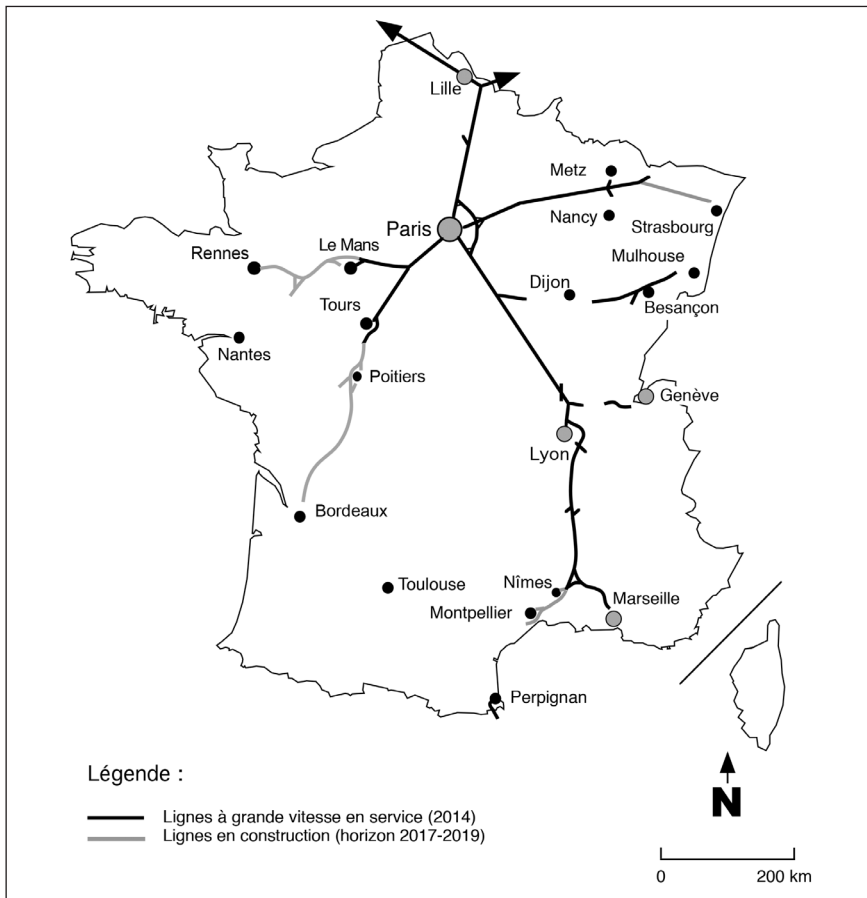 Lille
Metz
Paris
Nancy
Strasbourg
Rennes
Le Mans
Mulhouse
Dijon
Tours
Besançon
Nantes
Poitiers
Genève
Lyon
Bordeaux
Nîmes
Toulouse
Marseille
Montpellier
Perpignan
Légende :
N
Lignes à grande vitesse en service (2014)
Lignes en construction (horizon 2017-2019)
0 200 km